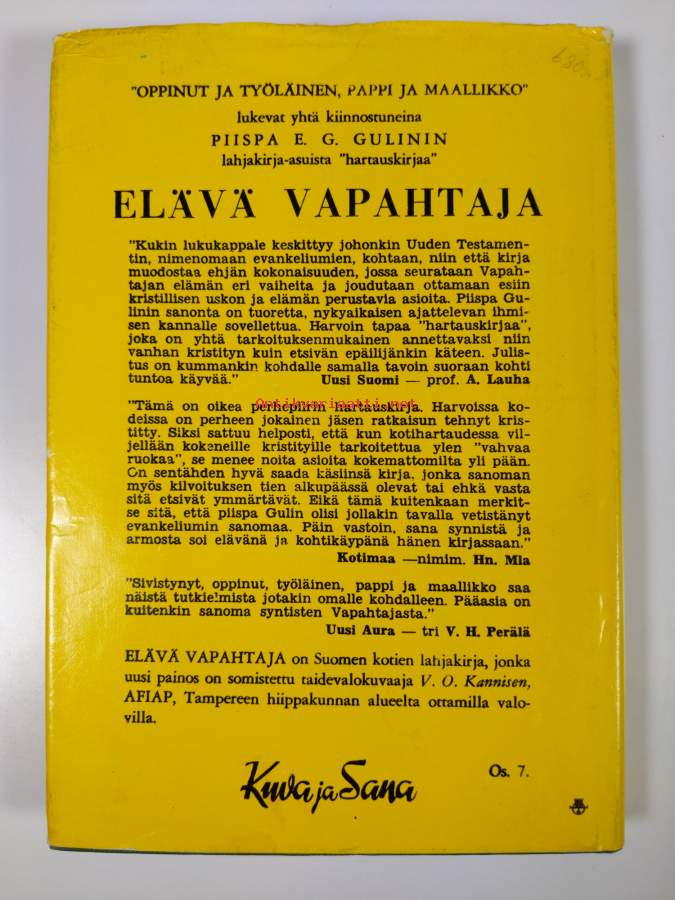 680
"OPPINUT JA TYÖLÄINEN, PAPPI JA MAALLIKKO"
lukevat yhtä kiinnostuneina
PIISPA E. G. GULININ
lahjakirja-asuista "hartauskirjaa"
ELÄVÄ VAPAHTAJA
"Kukin lukukappale keskittyy johonkin Uuden Testamen-
tin, nimenomaan evankeliumien, kohtaan, niin että kirja
muodostaa ehjän kokonaisuuden, jossa seurataan Vapah-
tajan elämän eri vaiheita ja joudutaan ottamaan esiin
kristillisen uskon ja elämän perustavia asioita. Piispa Gu-
linin sanonta on tuoretta, nykyaikaisen ajattelevan ihmi-
sen kannalle sovellettua. Harvoin tapaa "hartauskirjaa",
joka on yhtä tarkoituksenmukainen annettavaksi niin
vanhan kristityn kuin etsivän epäilijänkin käteen. Julis-
tus on kummankin kohdalle samalla tavoin suoraan kohti
tuntoa käyvää." Uusi Suomi — prof. A. Lauha
Antikvariaatti.net
"Tämä on oikea perhepiirin hartauskirja. Harvoissa ko-
deissa on perheen jokainen jäsen ratkaisun tehnyt kris-
titty. Siksi sattuu helposti, että kun kotihartaudessa vil-
jellään kokeneille kristityille tarkoitettua ylen "vahvaa
ruokaa", se menee noita asioita kokemattomilta yli pään.
On sentähden hyvä saada käsiinsä kirja, jonka sanoman
myös kilvoituksen tien alkupäässä olevat tai ehkä vasta
sitä etsivät ymmärtävät. Eikä tämä kuitenkaan merkit-
se sitä, että piispa Gulin olisi jollakin tavalla vetistänyt
evankeliumin sanomaa. Päin vastoin, sana synnistä ja
armosta soi elävänä ja kohtikäypänä hänen kirjassaan."
Kotimaa —nimim. Hn. Mla
"Sivistynyt, oppinut, työläinen, pappi ja maallikko saa
näistä tutkielmista jotakin omalle kohdalleen. Pääasia on
kuitenkin sanoma syntisten Vapahtajasta."
Uusi Aura — tri V. H. Perälä
ELÄVÄ VAPAHTAJA on Suomen kotien lahjakirja, jonka
uusi painos on somistettu taidevalokuvaaja V. O. Kannisen,
AFIAP, Tampereen hiippakunnan alueelta ottamilla valo-
villa.
Kuva ja Sana
Os. 7.